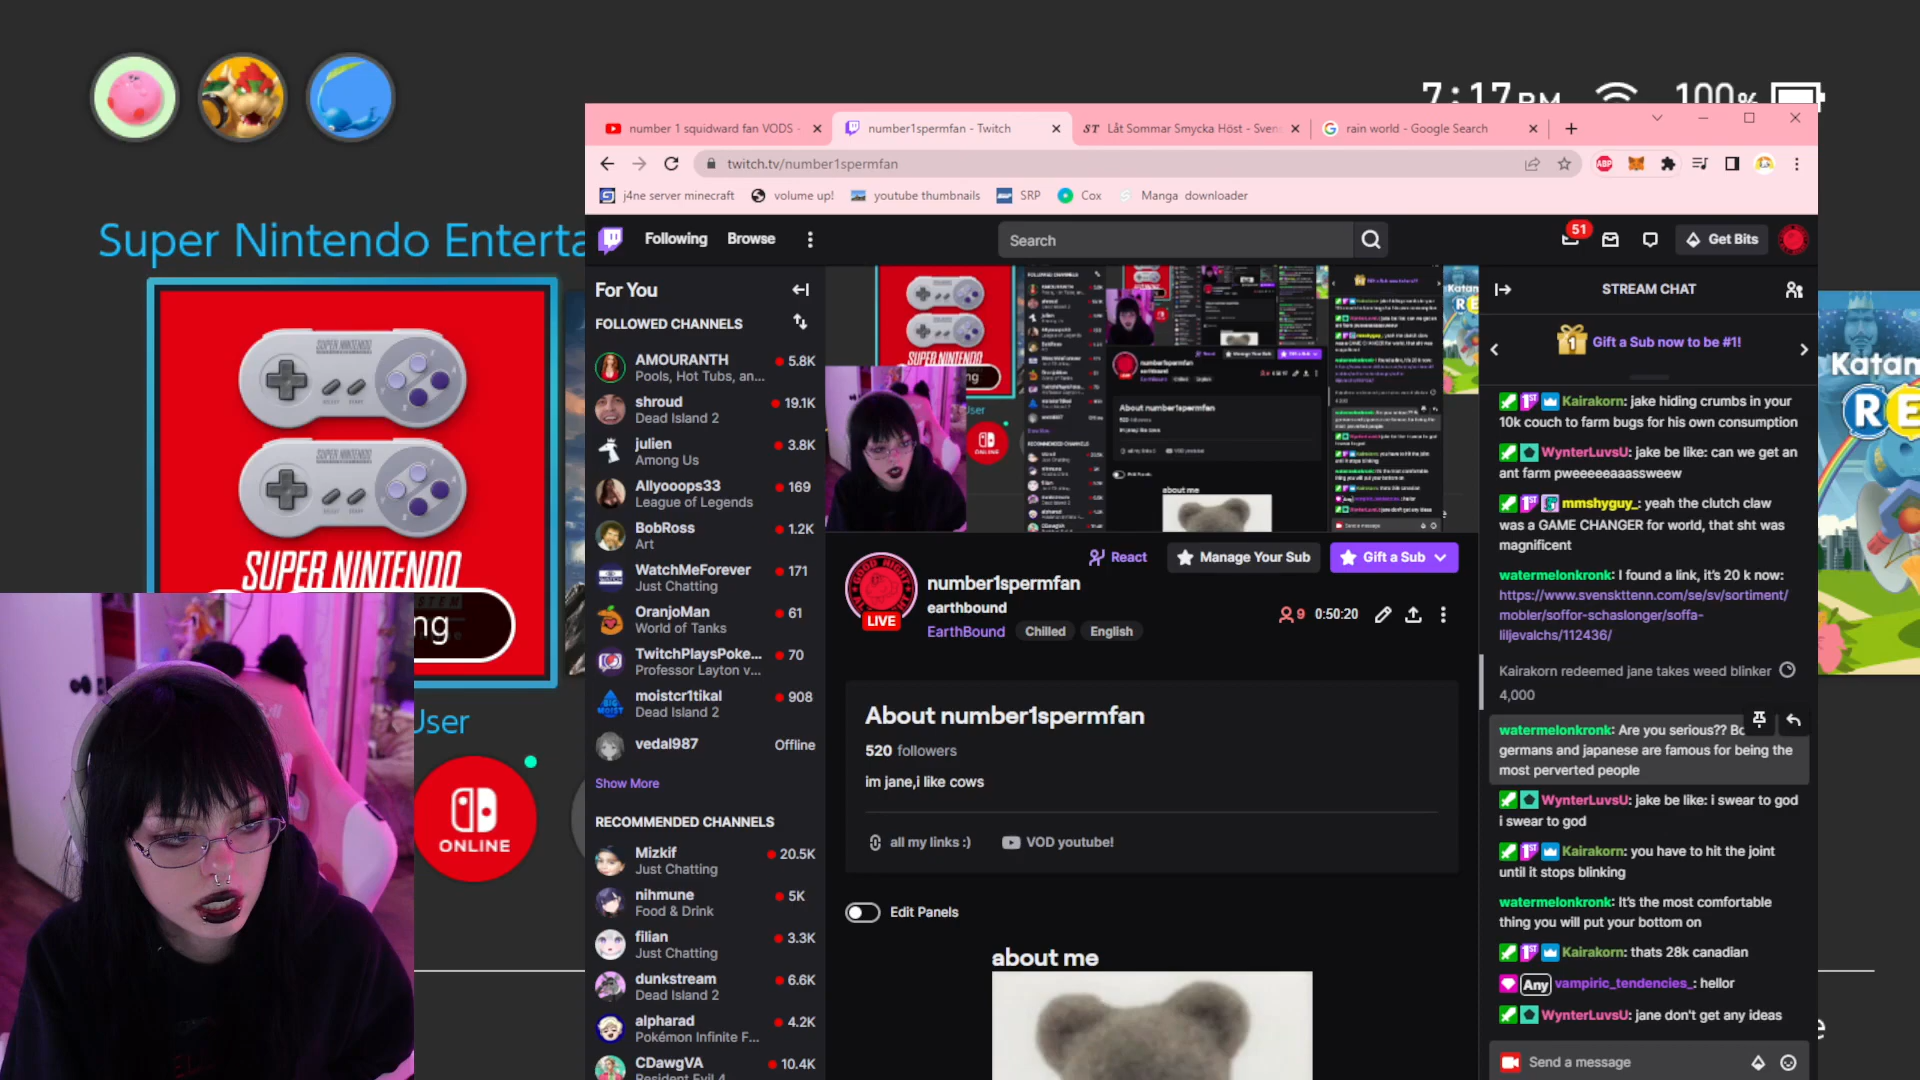 7:17 PM 100%
Super Nintendo Enterta
SUPER NINTENDO
SUPER NINTENDO
SUPER NINTENDO
ng
User
ONLINE
Katam
RE
number 1 squidward fan VODS -
number1spermfan - Twitch
ST Låt Sommar Smycka Höst - Sven
rain world - Google Search
twitch.tv/number1spermfan
ABP
j4ne server minecraft
volume up!
youtube thumbnails
SRP
Cox
Manga downloader
Following
Browse
Search
51
Get Bits
For You
FOLLOWED CHANNELS
AMOURANTH 5.8K
Pools, Hot Tubs, an...
shroud 19.1K
Dead Island 2
julien 3.8K
Among Us
Allyooops33 169
League of Legends
BobRoss 1.2K
Art
WatchMeForever 171
Just Chatting
OranjoMan 61
World of Tanks
TwitchPlaysPoke... 70
Professor Layton v...
moistcr1tikal 908
Dead Island 2
vedal987 Offline
Show More
RECOMMENDED CHANNELS
Mizkif 20.5K
Just Chatting
nihmune 5K
Food & Drink
filian 3.3K
Just Chatting
dunkstream 6.6K
Dead Island 2
alpharad 4.2K
Pokémon Infinite F...
CDawgVA 10.4K
Resident Evil 4
React
Manage Your Sub
Gift a Sub
LIVE
number1spermfan
earthbound
EarthBound
Chilled
English
9 0:50:20
About number1spermfan
520 followers
im jane,i like cows
all my links :)
VOD youtube!
Edit Panels
about me
STREAM CHAT
1
Gift a Sub now to be #1!
Kairakorn: jake hiding crumbs in your
10k couch to farm bugs for his own consumption
WynterLuvsU: jake be like: can we get an
ant farm pweeeeeaaassweew
mmshyguy_: yeah the clutch claw
was a GAME CHANGER for world, that sht was
magnificent
watermelonkronk: I found a link, it's 20 k now:
https://www.svenskttenn.com/se/sv/sortiment/
mobler/soffor-schaslonger/soffa-
liljevalchs/112436/
Kairakorn redeemed jane takes weed blinker
4,000
watermelonkronk: Are you serious?? Bo
germans and japanese are famous for being the
most perverted people
WynterLuvsU: jake be like: i swear to god
i swear to god
Kairakorn: you have to hit the joint
until it stops blinking
watermelonkronk: It's the most comfortable
thing you will put your bottom on
Kairakorn: thats 28k canadian
Any vampiric_tendencies_: hellor
WynterLuvsU: jane don't get any ideas
Send a message